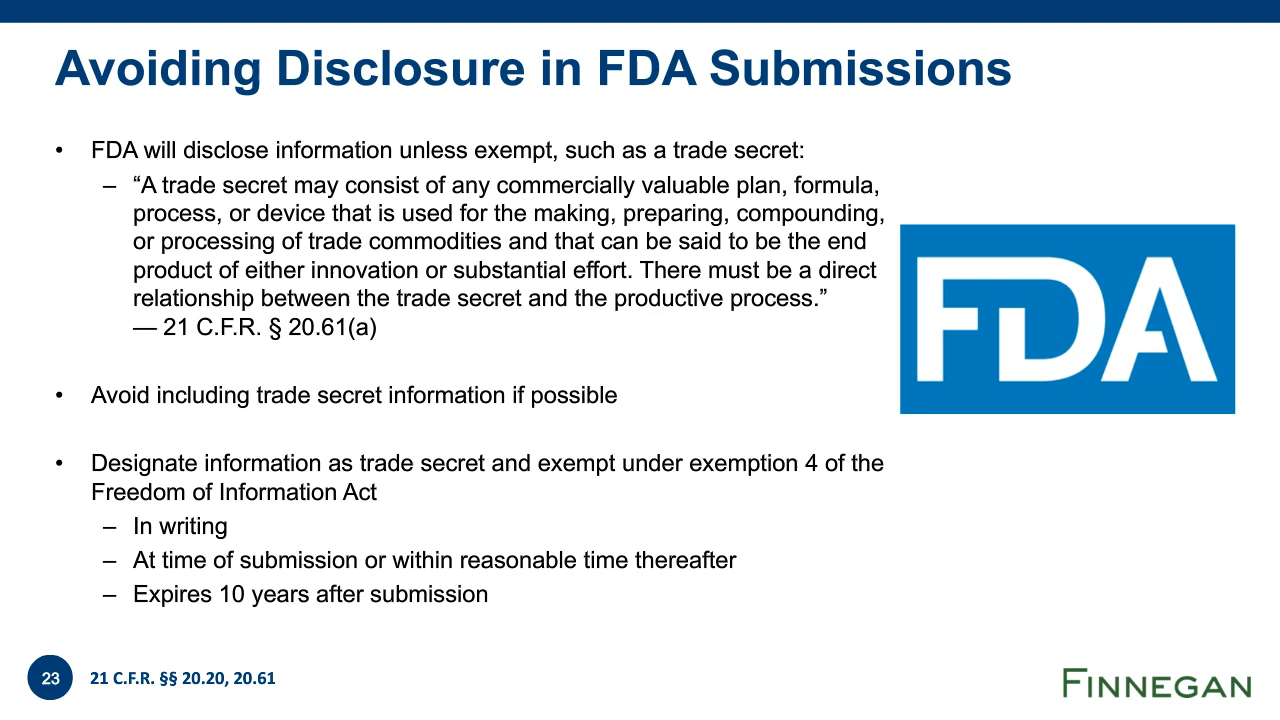 Avoiding Disclosure in FDA Submissions
• FDA will disclose information unless exempt, such as a trade secret:
– “A trade secret may consist of any commercially valuable plan, formula,
process, or device that is used for the making, preparing, compounding,
or processing of trade commodities and that can be said to be the end
product of either innovation or substantial effort. There must be a direct
relationship between the trade secret and the productive process.”
— 21 C.F.R. § 20.61(a)
FDA
• Avoid including trade secret information if possible
• Designate information as trade secret and exempt under exemption 4 of the
Freedom of Information Act
– In writing
– At time of submission or within reasonable time thereafter
– Expires 10 years after submission
23 21 C.F.R. §§ 20.20, 20.61
FINNEGAN